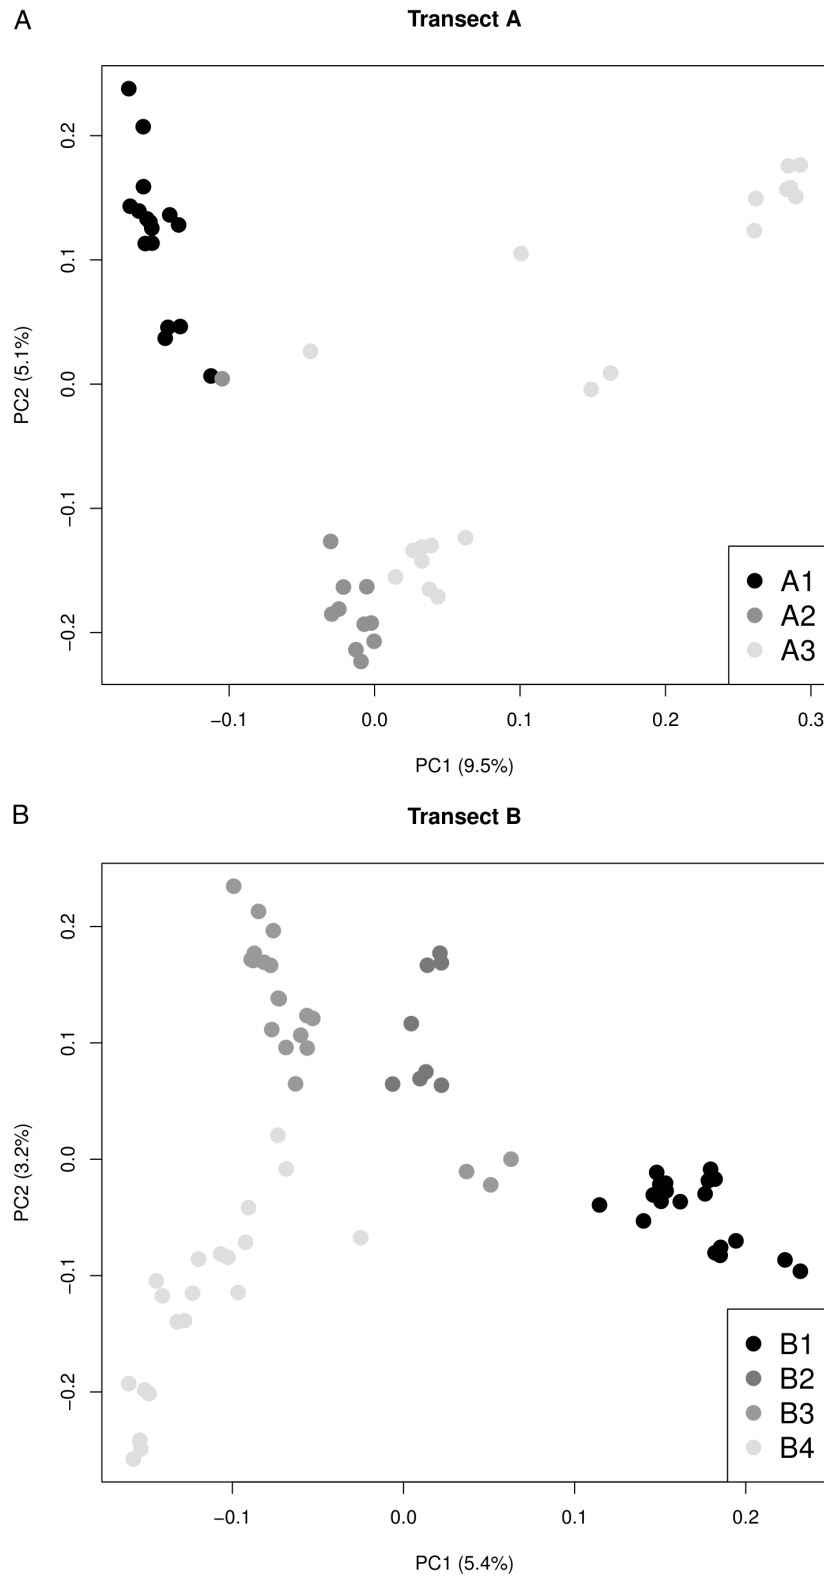 A
Transect A
PC2 (5.1%)
0.2
0.1
0.0
−0.1
−0.2
A1
A2
A3
−0.1 0.0 0.1 0.2 0.3
PC1 (9.5%)
B
Transect B
PC2 (3.2%)
0.2
0.1
0.0
−0.1
−0.2
B1
B2
B3
B4
−0.1 0.0 0.1 0.2
PC1 (5.4%)